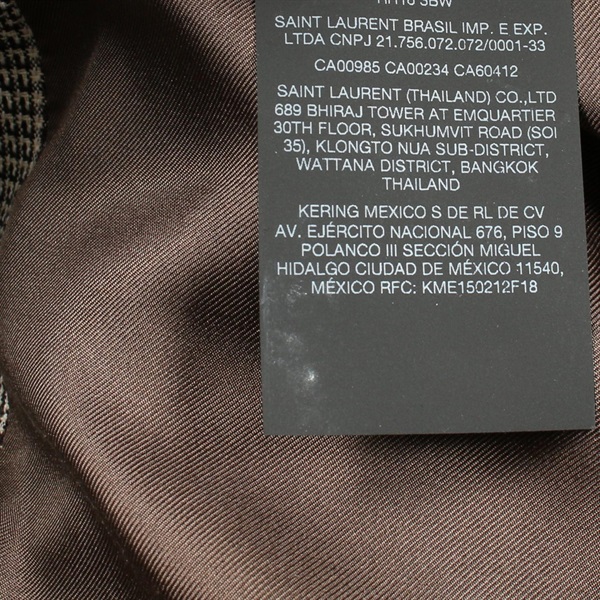 RH10 3BW
SAINT LAURENT BRASIL IMP. E EXP.
LTDA CNPJ 21.756.072.072/0001-33
CA00985 CA00234 CA60412
SAINT LAURENT (THAILAND) CO.,LTD
689 BHIRAJ TOWER AT EMQUARTIER
30TH FLOOR, SUKHUMVIT ROAD (SOI
35), KLONGTO NUA SUB-DISTRICT,
WATTANA DISTRICT, BANGKOK
THAILAND
KERING MEXICO S DE RL DE CV
AV. EJÉRCITO NACIONAL 676, PISO 9
POLANCO III SECCIÓN MIGUEL
HIDALGO CIUDAD DE MÉXICO 11540,
MÉXICO RFC: KME150212F18